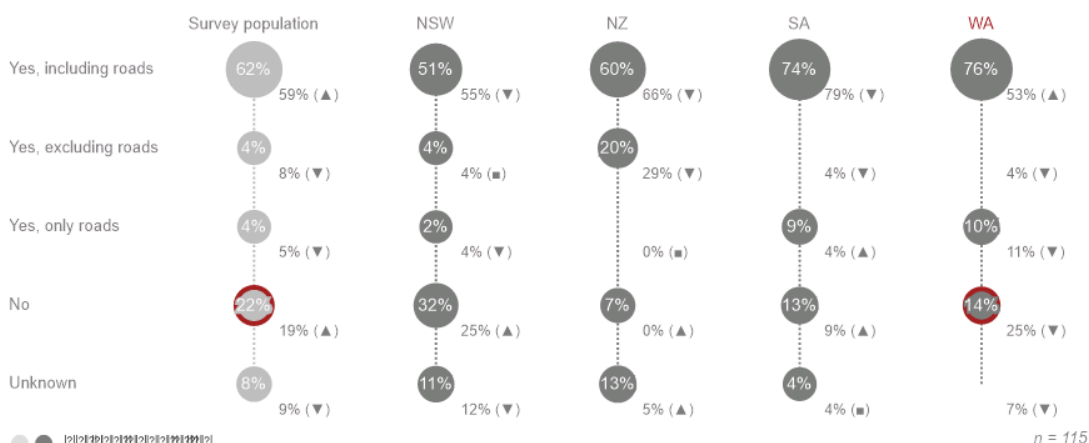 Survey population NSW NZ SA WA
Yes, including roads 62% 51% 60% 74% 76%
59% (▲) 55% (▼) 66% (▼) 79% (▼) 53% (▲)
Yes, excluding roads 4% 4% 20%
8% (▼) 4% (■) 29% (▼) 4% (▼) 4% (▼)
Yes, only roads 4% 2% 9% 10%
5% (▼) 4% (▼) 0% (■) 4% (▲) 11% (▼)
No 22% 32% 7% 13% 14%
19% (▲) 25% (▲) 0% (▲) 9% (▲) 25% (▼)
Unknown 8% 11% 13% 4%
9% (▼) 12% (▼) 5% (▲) 4% (■) 7% (▼)
n = 115